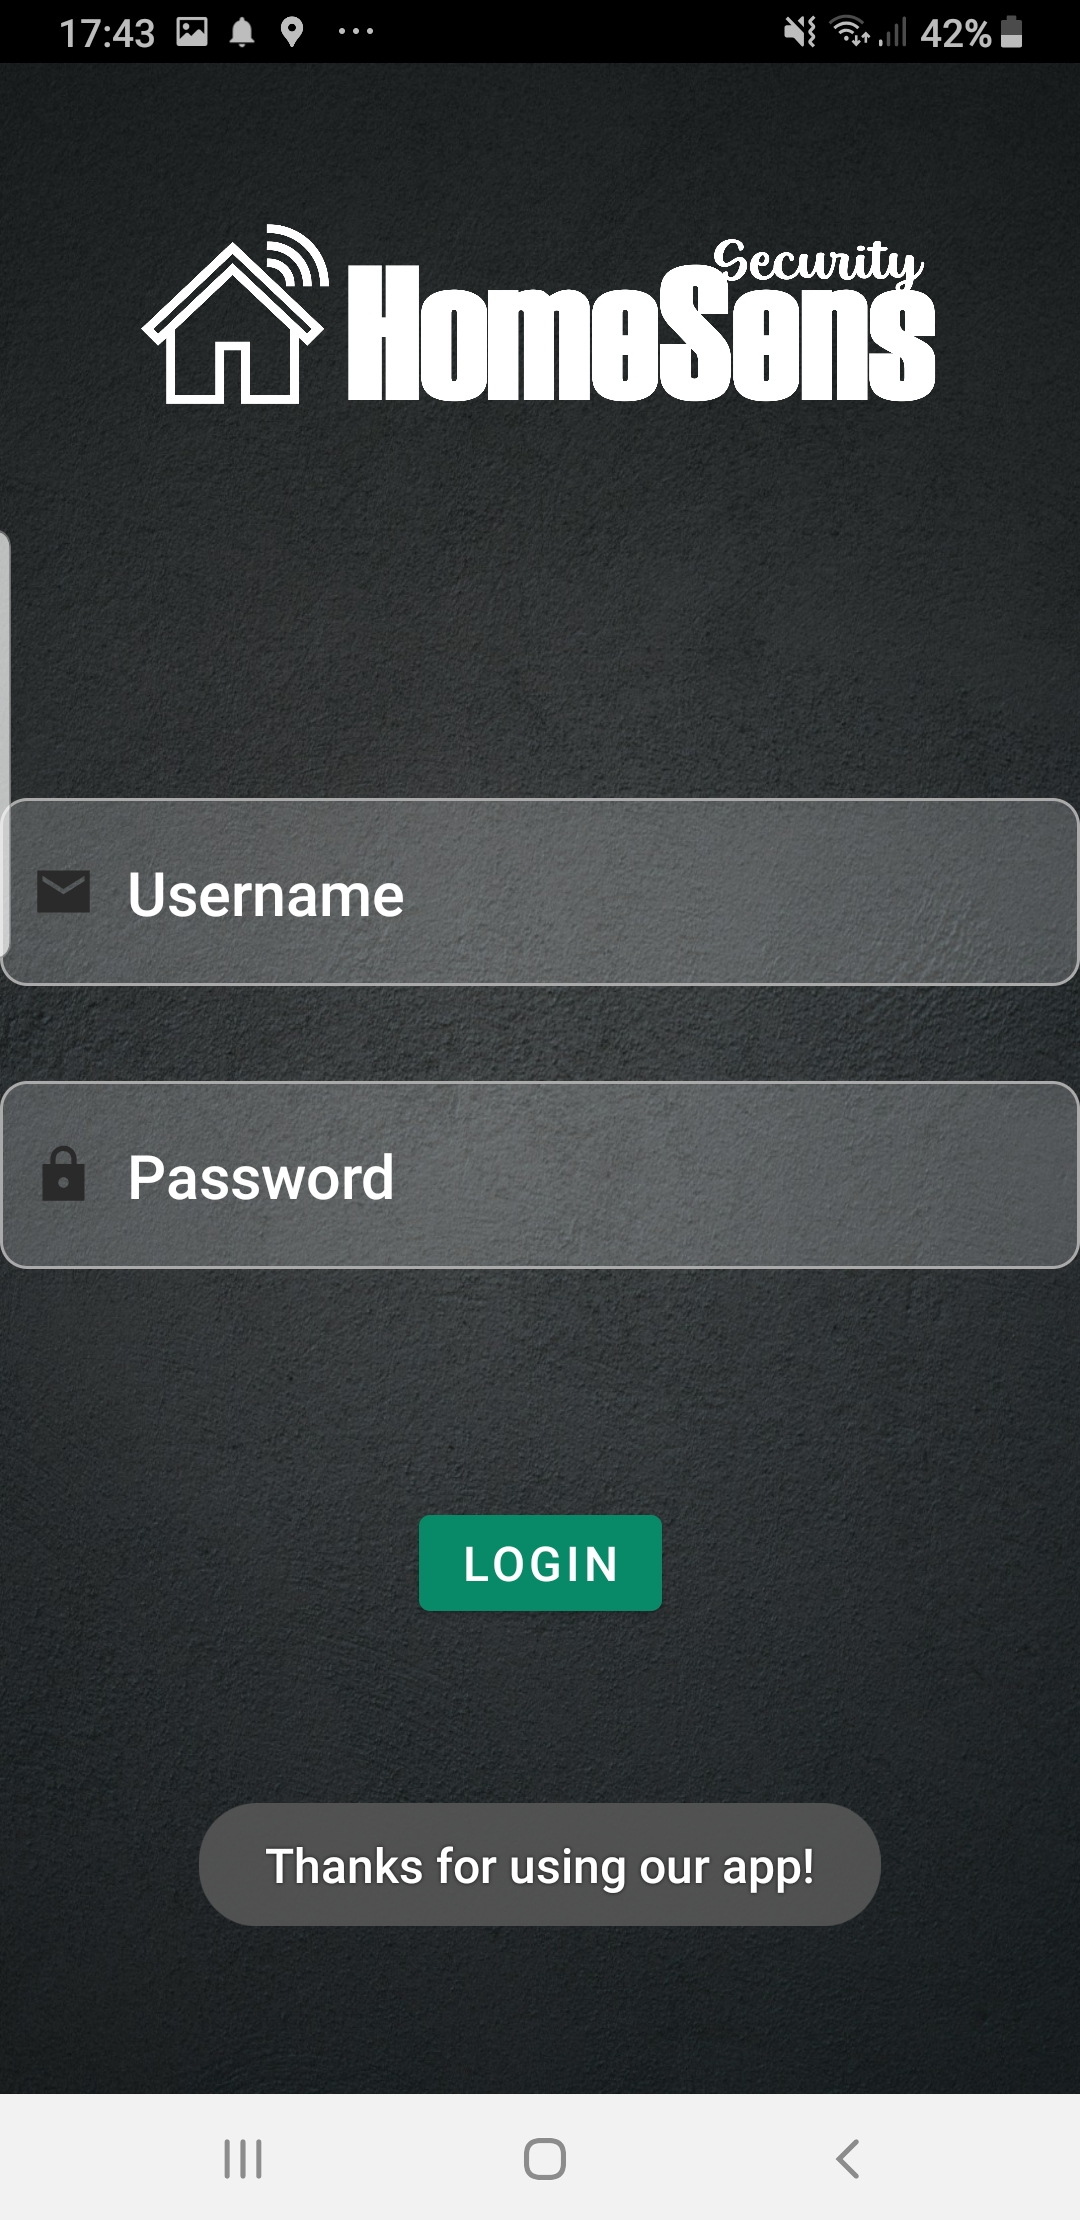 17:43
42%
Security
HomeSens
Username
Password
LOGIN
Thanks for using our app!